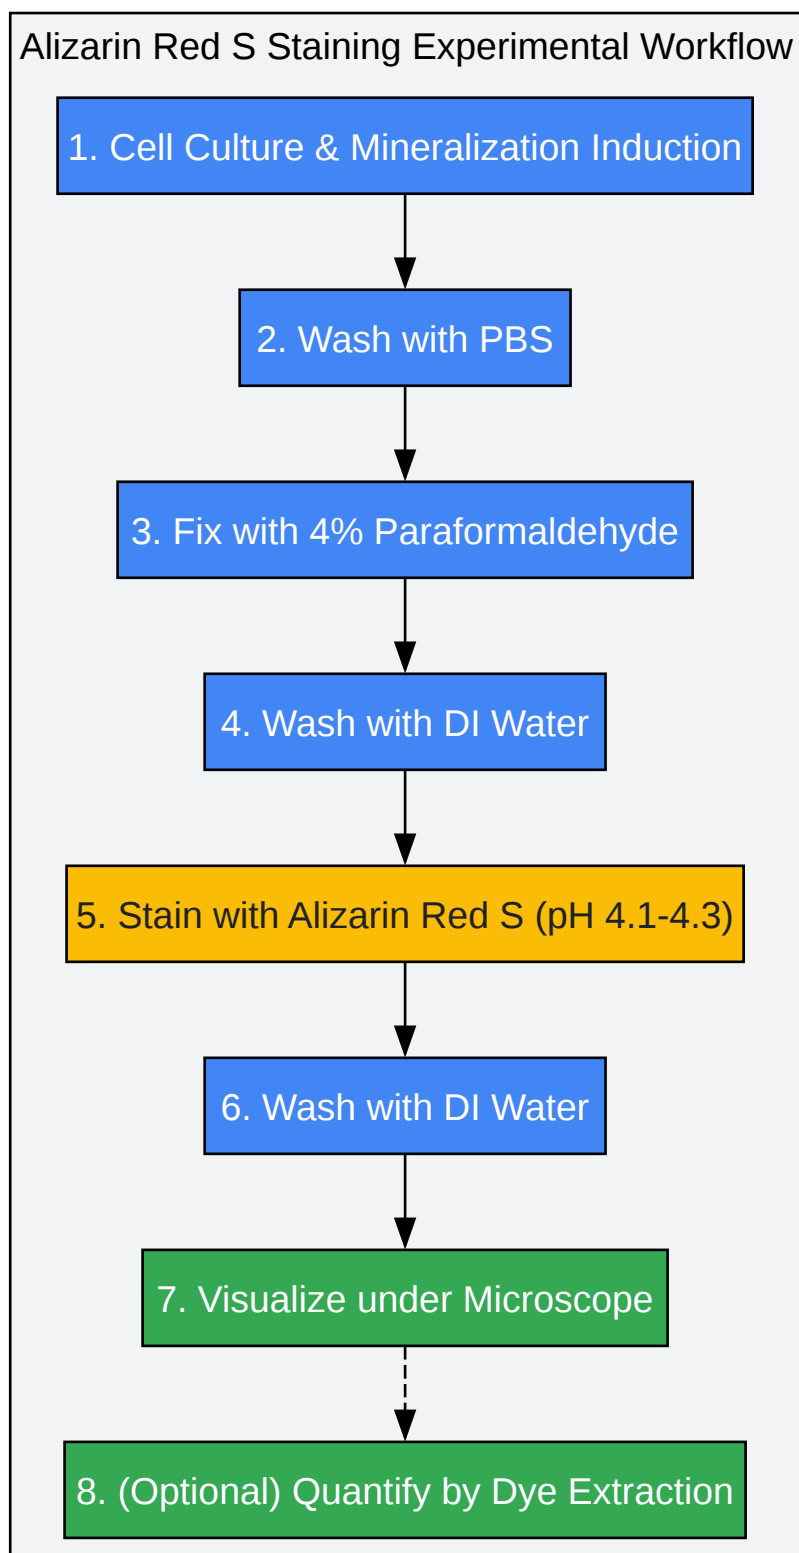 Alizarin Red S Staining Experimental Workflow
1. Cell Culture & Mineralization Induction
2. Wash with PBS
3. Fix with 4% Paraformaldehyde
4. Wash with DI Water
5. Stain with Alizarin Red S (pH 4.1-4.3)
6. Wash with DI Water
7. Visualize under Microscope
8. (Optional) Quantify by Dye Extraction